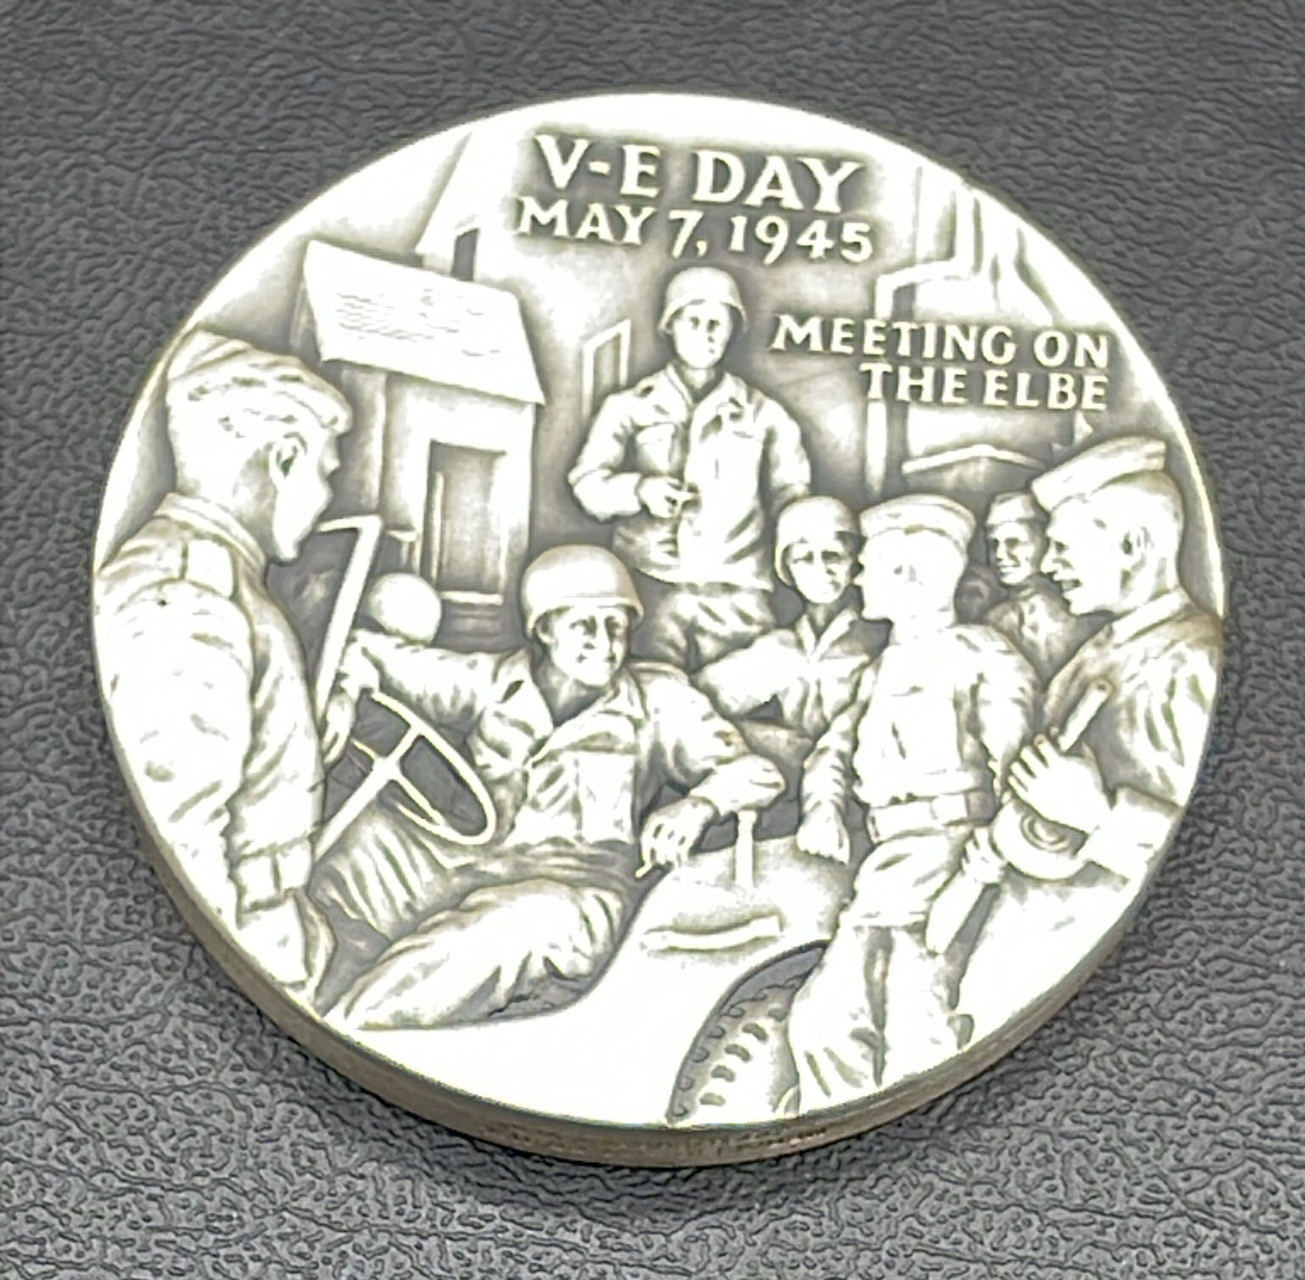 V-E DAY
MAY 7, 1945
MEETING ON
THE ELBE